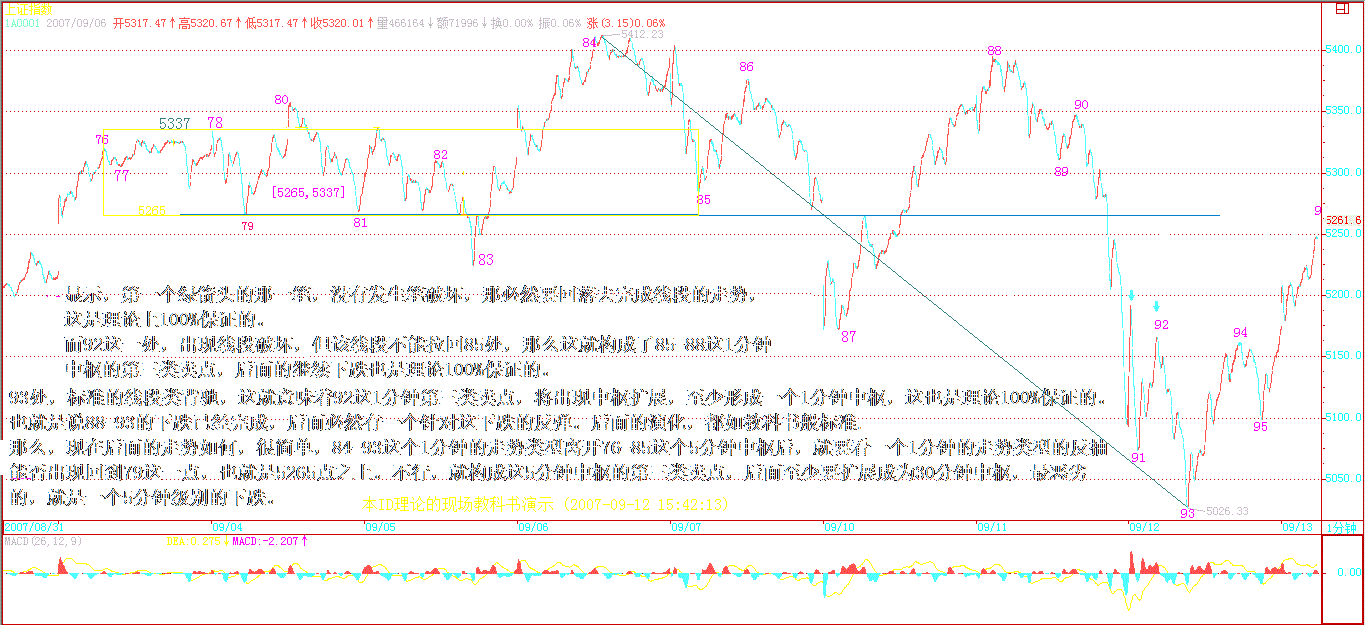 上证指数
1A0001 2007/09/06 开5317.47↑高5320.67↑低5317.47↑收5320.01↑量466164↓额71996↓换0.00% 振0.06% 涨(3.15)0.06%
5412.23
84
88
5400.0
86
80
90
5350.0
5337
78
76
82
77
89
5300.0
[5265,5337]
85
5265
79
81
9
5261.6
5250.0
83
显示，第一个绿箭头的那一笔，没有发生笔破坏，那必然要回落去完成线段的走势，
5200.0
这是理论上100%保证的。
92
94
87
而92这一处，出现线段破坏，但该线段不能拉回85处，那么这就构成了85-88这1分钟
5150.0
中枢的第三类卖点，后面的继续下跌也是理论100%保证的。
93处，标准的线段类背驰，这就意味着92这1分钟第三类卖点，将出现中枢扩展，至少形成一个1分钟中枢，这也是理论100%保证的。
5100.0
也就是说88-93的下跌已经完成，后面必然有一个针对这下跌的反弹。后面的演化，都如教科书般标准。
95
那么，现在后面的走势如何，很简单，84-93这个1分钟的走势类型离开76-85这个5分钟中枢后，就要看一个1分钟的走势类型的反抽
91
能否出现回到79这一点，也就是5265点之上。不行，就构成这5分钟中枢的第三类卖点，后面至少要扩展成为30分钟中枢，最恶劣
5050.0
的，就是一个5分钟级别的下跌。
本ID理论的现场教科书演示 (2007-09-12 15:42:13)
93
5026.33
2007/08/31 09/04 09/05 09/06 09/07 09/10 09/11 09/12 09/13 1分钟
MACD(26,12,9) DEA 0.275↓ MACD:-2.207↑
0.00